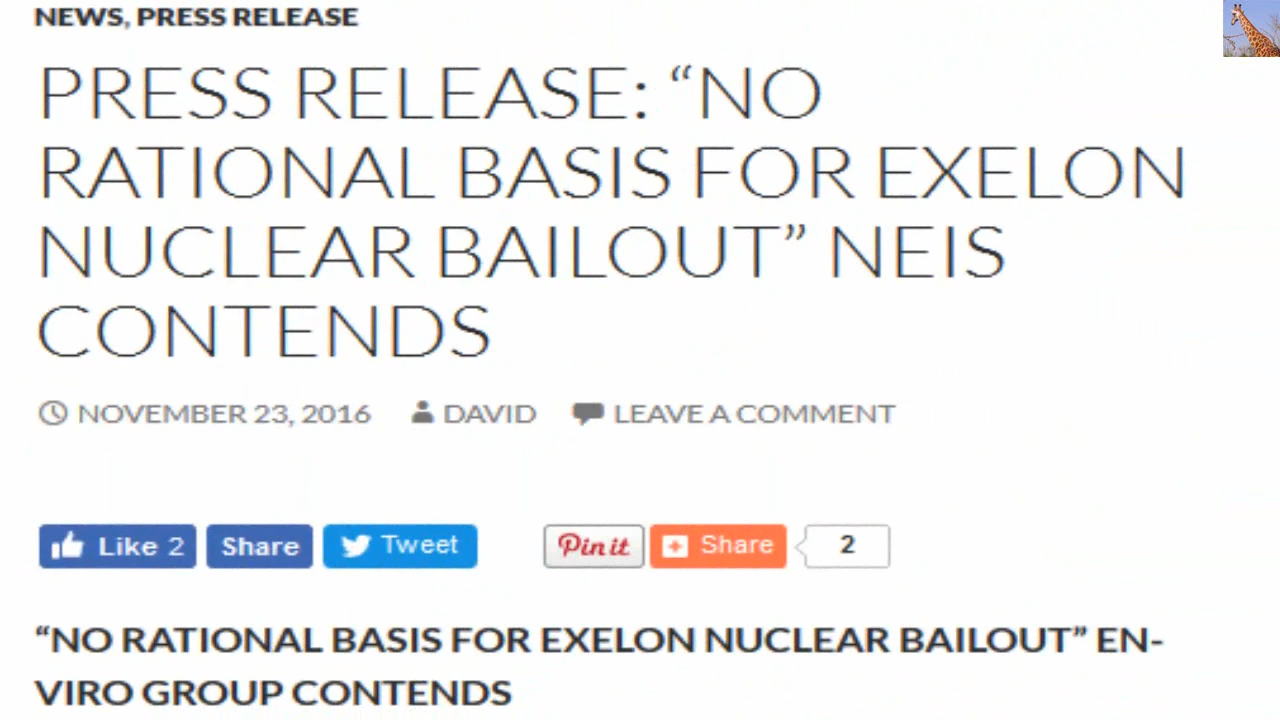 NEWS, PRESS RELEASE
PRESS RELEASE: “NO
RATIONAL BASIS FOR EXELON
NUCLEAR BAILOUT” NEIS
CONTENDS
NOVEMBER 23, 2016 DAVID LEAVE A COMMENT
Like 2 Share Tweet Pin it Share 2
“NO RATIONAL BASIS FOR EXELON NUCLEAR BAILOUT” EN-
VIRO GROUP CONTENDS